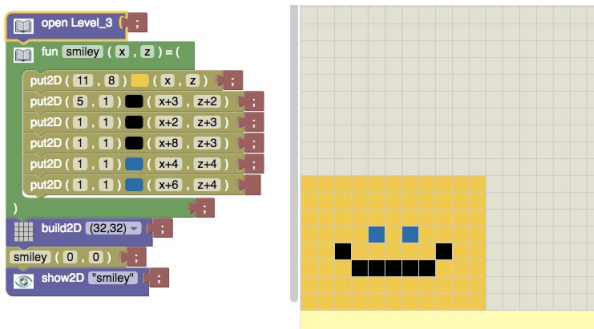 open Level_3 ;
fun smiley ( x , z ) = (
put2D ( 11 , 8 ) ( x , z ) ;
put2D ( 5 , 1 ) ( x+3 , z+2 ) ;
put2D ( 1 , 1 ) ( x+2 , z+3 ) ;
put2D ( 1 , 1 ) ( x+8 , z+3 ) ;
put2D ( 1 , 1 ) ( x+4 , z+4 ) ;
put2D ( 1 , 1 ) ( x+6 , z+4 ) ;
) ;
build2D (32,32) ;
smiley ( 0 , 0 ) ;
show2D "smiley" ;